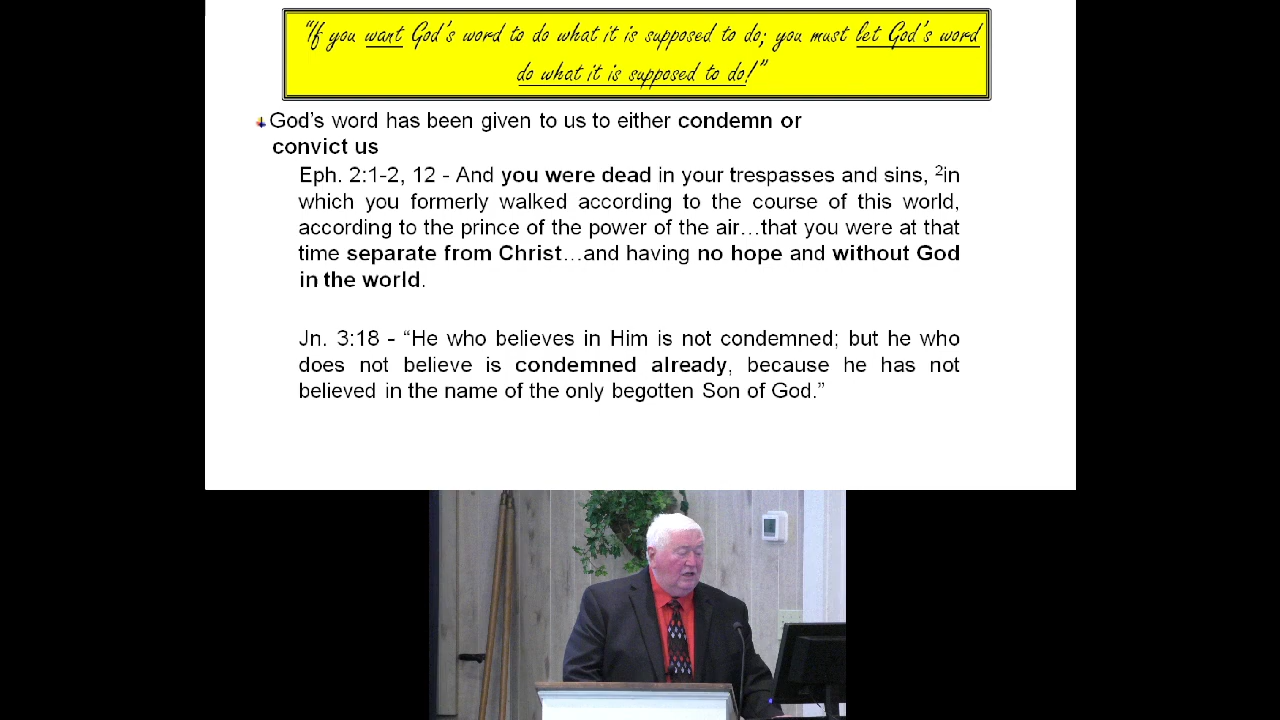 “If you want God’s word to do what it is supposed to do; you must let God’s word
do what it is supposed to do!”
God’s word has been given to us to either condemn or
convict us
Eph. 2:1-2, 12 - And you were dead in your trespasses and sins, ²in
which you formerly walked according to the course of this world,
according to the prince of the power of the air…that you were at that
time separate from Christ…and having no hope and without God
in the world.
Jn. 3:18 - “He who believes in Him is not condemned; but he who
does not believe is condemned already, because he has not
believed in the name of the only begotten Son of God.”